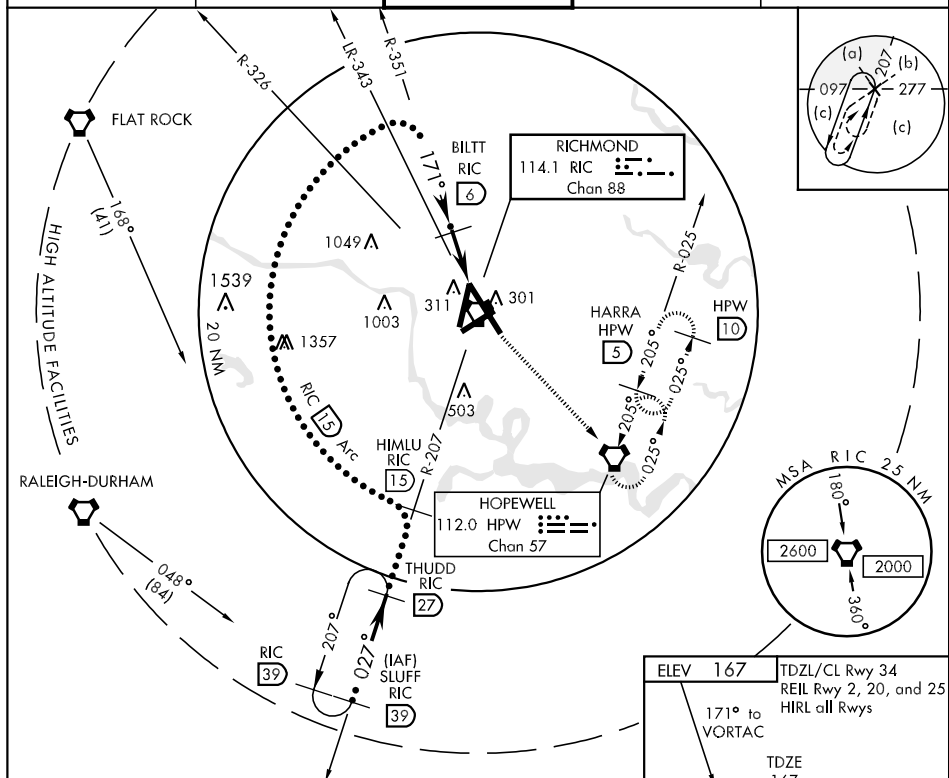 R-326
LR-343
R-351
FLAT ROCK
168°
(41)
HIGH ALTITUDE FACILITIES
171°
BILTT
RIC
6
RICHMOND
114.1 RIC
Chan 88
(a)
207
(b)
097
277
(c)
(c)
1049
1539
20 NM
1003
311
301
1357
503
RIC 15 Arc
R-207
HIMLU
RIC
15
R-025
HARRA
HPW
5
HPW
10
205°
025°
205°
025°
HOPEWELL
112.0 HPW
Chan 57
RALEIGH-DURHAM
048°
(84)
THUDD
RIC
27
207°
027°
RIC
39
(IAF)
SLUFF
RIC
39
MSA RIC 25 NM
180°
2600
2000
360°
ELEV 167
TDZL/CL Rwy 34
REIL Rwy 2, 20, and 25
HIRL all Rwys
171° to
VORTAC
TDZE
167